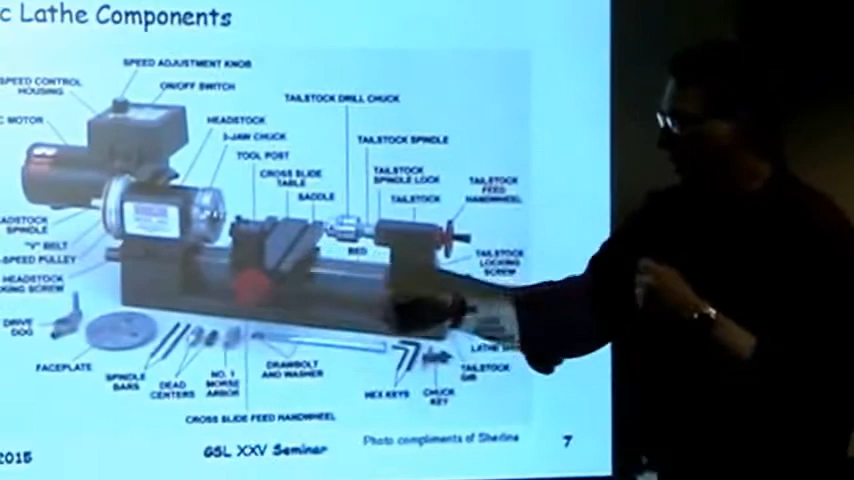 c Lathe Components
SPEED ADJUSTMENT KNOB
SPEED CONTROL
HOUSING
ON/OFF SWITCH
C MOTOR
HEADSTOCK
3-JAW CHUCK
TOOL POST
CROSS SLIDE
TABLE
SADDLE
TAILSTOCK DRILL CHUCK
TAILSTOCK SPINDLE
TAILSTOCK
SPINDLE LOCK
TAILSTOCK
TAILSTOCK
FEED
HANDWHEEL
BED
TAILSTOCK
LOCKING
SCREW
ADSTOCK
SPINDLE
"V" BELT
-SPEED PULLEY
HEADSTOCK
KING SCREW
DRIVE
DOG
FACEPLATE
SPINDLE
BARS
DEAD
CENTERS
NO. 1
MORSE
ARBOR
DRAWBOLT
AND WASHER
CROSS SLIDE FEED HANDWHEEL
HEX KEYS
CHUCK
KEY
LATHE
TAILSTOCK
GIB
2015
GSL XXV Seminar
Photo compliments of Sherline
7